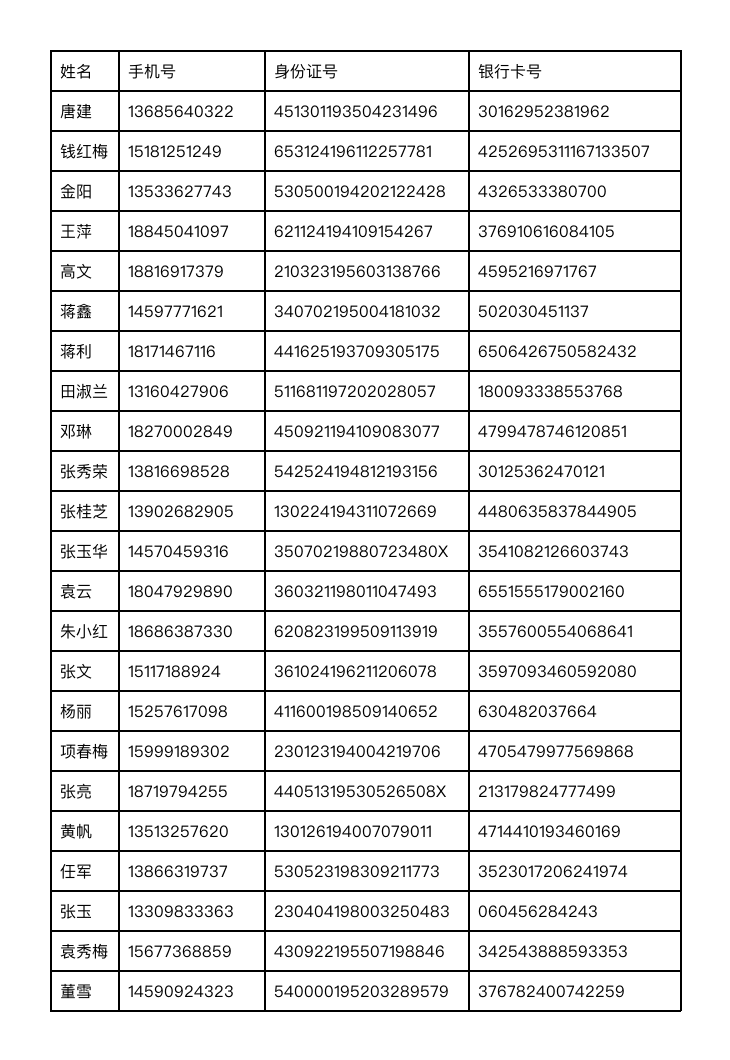 姓名 手机号 身份证号 银行卡号
唐建 13685640322 451301193504231496 30162952381962
钱红梅 15181251249 653124196112257781 4252695311167133507
金阳 13533627743 530500194202122428 4326533380700
王萍 18845041097 621124194109154267 376910616084105
高文 18816917379 210323195603138766 4595216971767
蒋鑫 14597771621 340702195004181032 502030451137
蒋利 18171467116 441625193709305175 6506426750582432
田淑兰 13160427906 511681197202028057 180093338553768
邓琳 18270002849 450921194109083077 4799478746120851
张秀荣 13816698528 542524194812193156 30125362470121
张桂芝 13902682905 130224194311072669 4480635837844905
张玉华 14570459316 35070219880723480X 3541082126603743
袁云 18047929890 360321198011047493 6551555179002160
朱小红 18686387330 620823199509113919 3557600554068641
张文 15117188924 361024196211206078 3597093460592080
杨丽 15257617098 411600198509140652 630482037664
项春梅 15999189302 230123194004219706 4705479977569868
张亮 18719794255 44051319530526508X 213179824777499
黄帆 13513257620 130126194007079011 4714410193460169
任军 13866319737 530523198309211773 3523017206241974
张玉 13309833363 230404198003250483 060456284243
袁秀梅 15677368859 430922195507198846 342543888593353
董雪 14590924323 540000195203289579 376782400742259